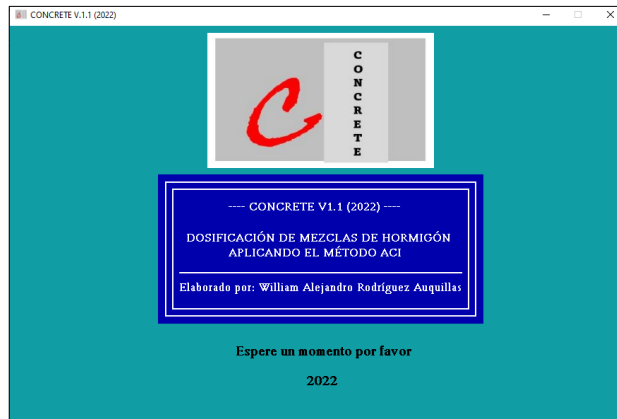 CONCRETE V.1.1 (2022)
C
CONCRETE
---- CONCRETE V1.1 (2022) ----
DOSIFICACIÓN DE MEZCLAS DE HORMIGÓN
APLICANDO EL MÉTODO ACI
Elaborado por: William Alejandro Rodríguez Auquillas
Espere un momento por favor
2022